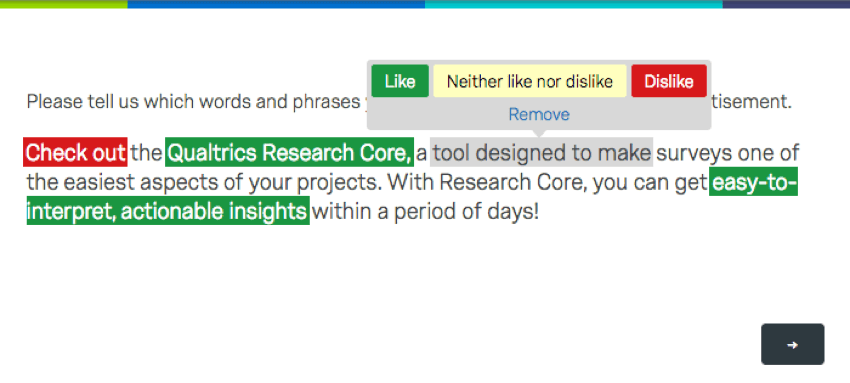 Like Neither like nor dislike Dislike
Remove
Please tell us which words and phrases tisement.
Check out the Qualtrics Research Core, a tool designed to make surveys one of
the easiest aspects of your projects. With Research Core, you can get easy-to-
interpret, actionable insights within a period of days!